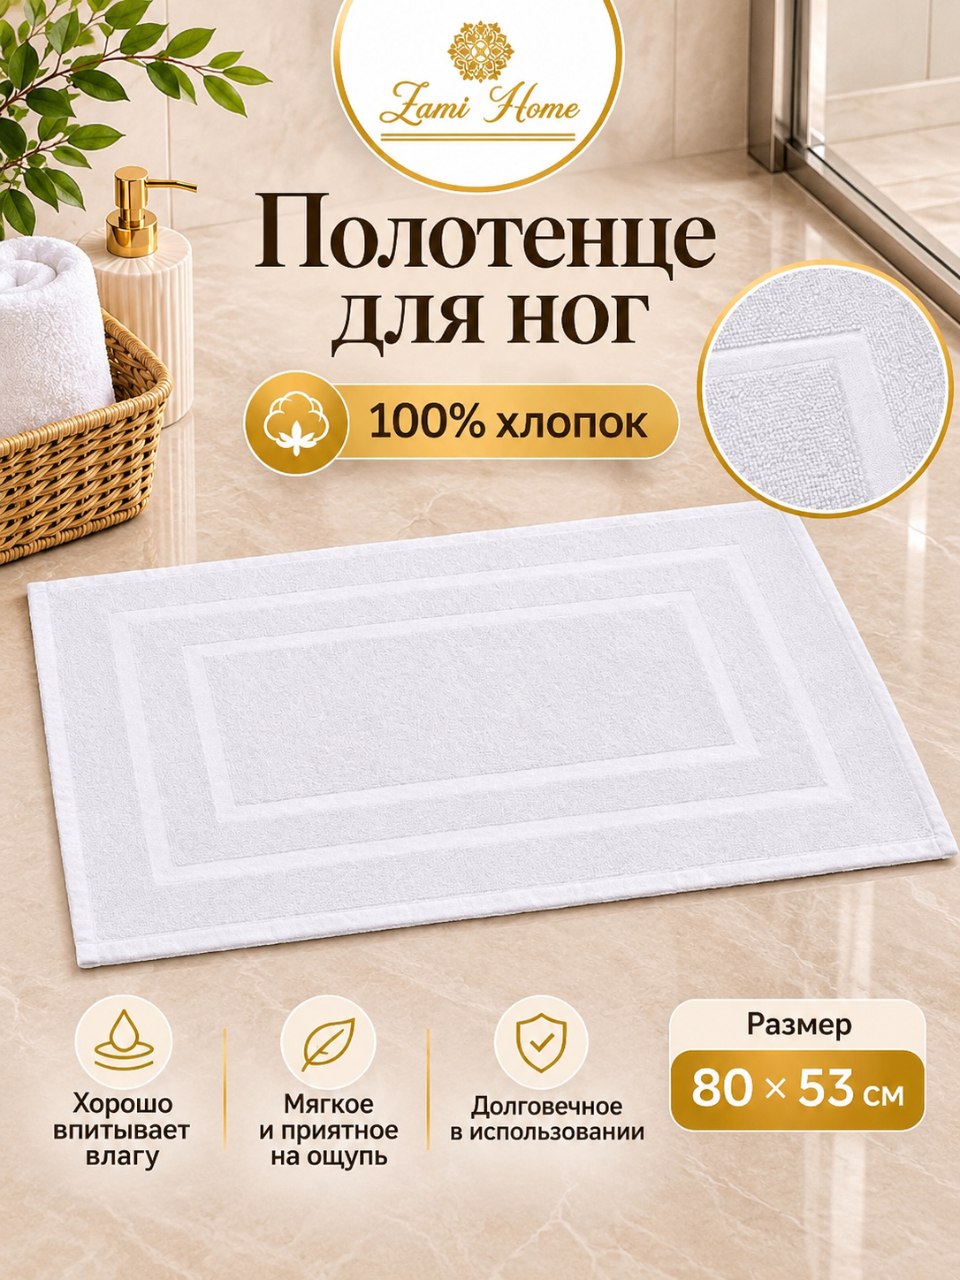 Zami Home
Полотенце
для ног
100% хлопок
Хорошо
впитывает
влагу
Мягкое
и приятное
на ощупь
Долговечное
в использовании
Размер
80 × 53 см